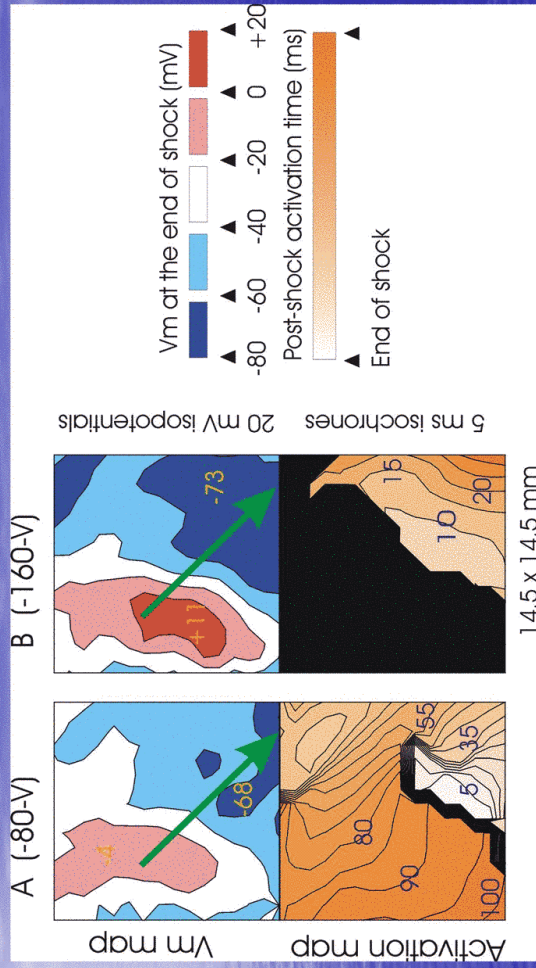 A (-80-V)
B (-160-V)
Vm map
-4
-68
+11
-73
20 mV isopotentials
Activation map
80
90
100
55
35
5
15
10
20
5 ms isochrones
14.5 x 14.5 mm
Vm at the end of shock (mV)
-80 -60 -40 -20 0 +20
Post-shock activation time (ms)
End of shock